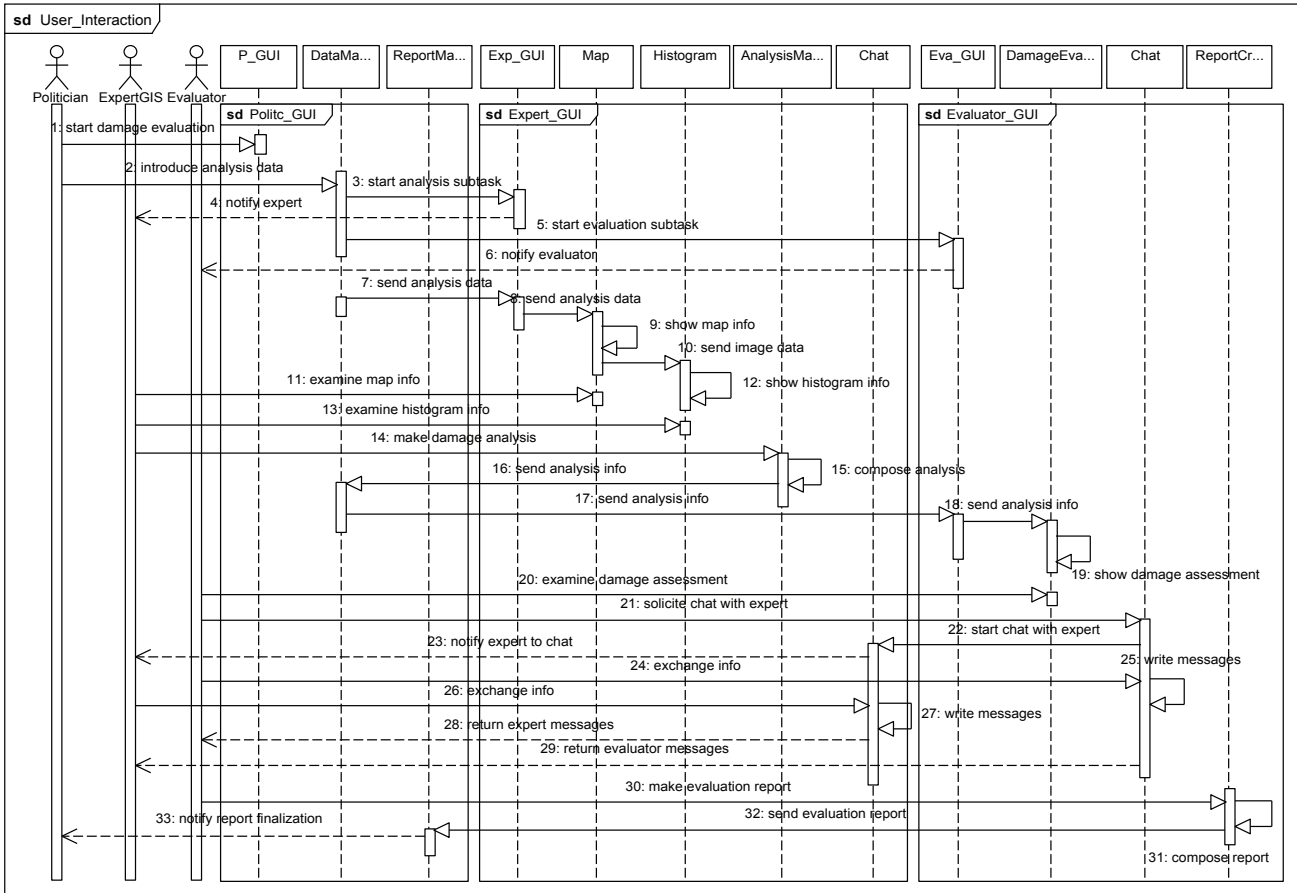 sd User_Interaction
P_GUI
DataMa...
ReportMa...
Exp_GUI
Map
Histogram
AnalysisMa...
Chat
Eva_GUI
DamageEva...
Chat
ReportCr...
Politician
ExpertGIS
Evaluator
sd Politc_GUI
sd Expert_GUI
sd Evaluator_GUI
1: start damage evaluation
2: introduce analysis data
3: start analysis subtask
4: notify expert
5: start evaluation subtask
6: notify evaluator
7: send analysis data
8: send analysis data
9: show map info
10: send image data
11: examine map info
12: show histogram info
13: examine histogram info
14: make damage analysis
16: send analysis info
15: compose analysis
17: send analysis info
18: send analysis info
19: show damage assessment
20: examine damage assessment
21: solicite chat with expert
22: start chat with expert
23: notify expert to chat
24: exchange info
25: write messages
26: exchange info
27: write messages
28: return expert messages
29: return evaluator messages
30: make evaluation report
32: send evaluation report
33: notify report finalization
31: compose report